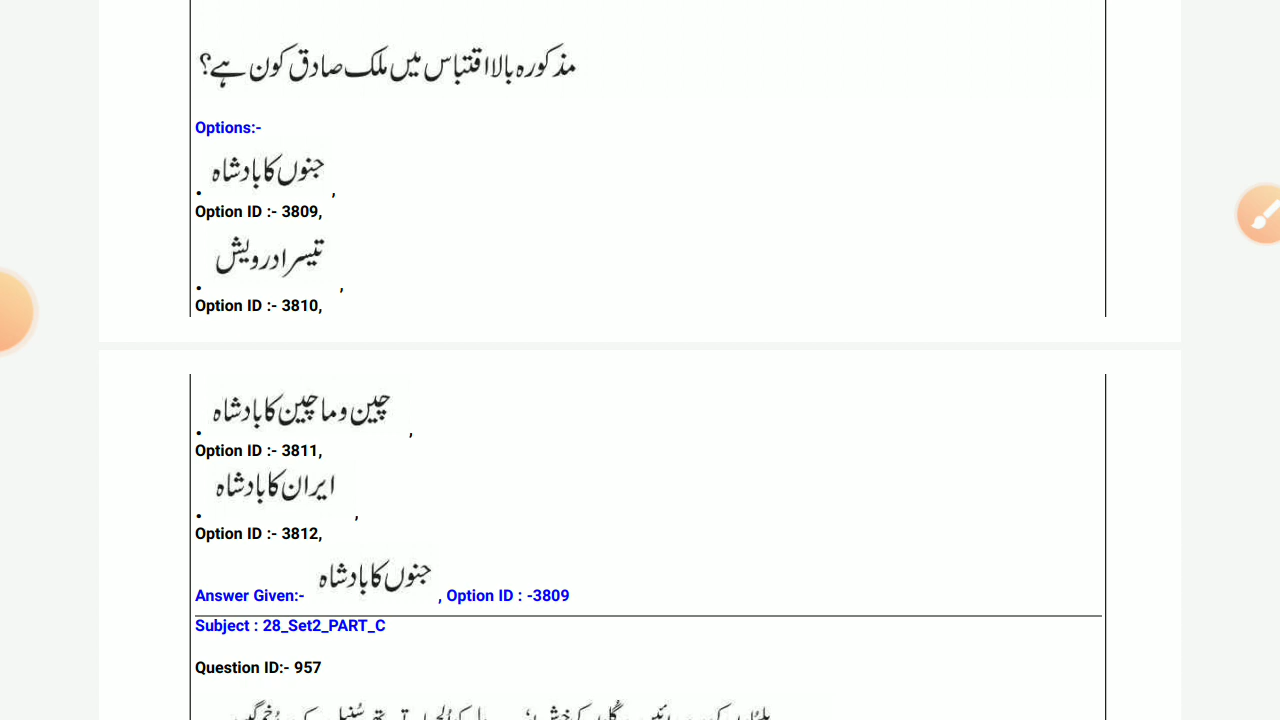 مذکورہ بالا اقتباس میں ملک صادق کون ہے؟
Options:-
• جنوں کا بادشاہ ,
Option ID :- 3809,
• تیسرا درویش ,
Option ID :- 3810,
• چین و ماچین کا بادشاہ ,
Option ID :- 3811,
• ایران کا بادشاہ ,
Option ID :- 3812,
Answer Given:- جنوں کا بادشاہ , Option ID : -3809
Subject : 28_Set2_PART_C
Question ID:- 957